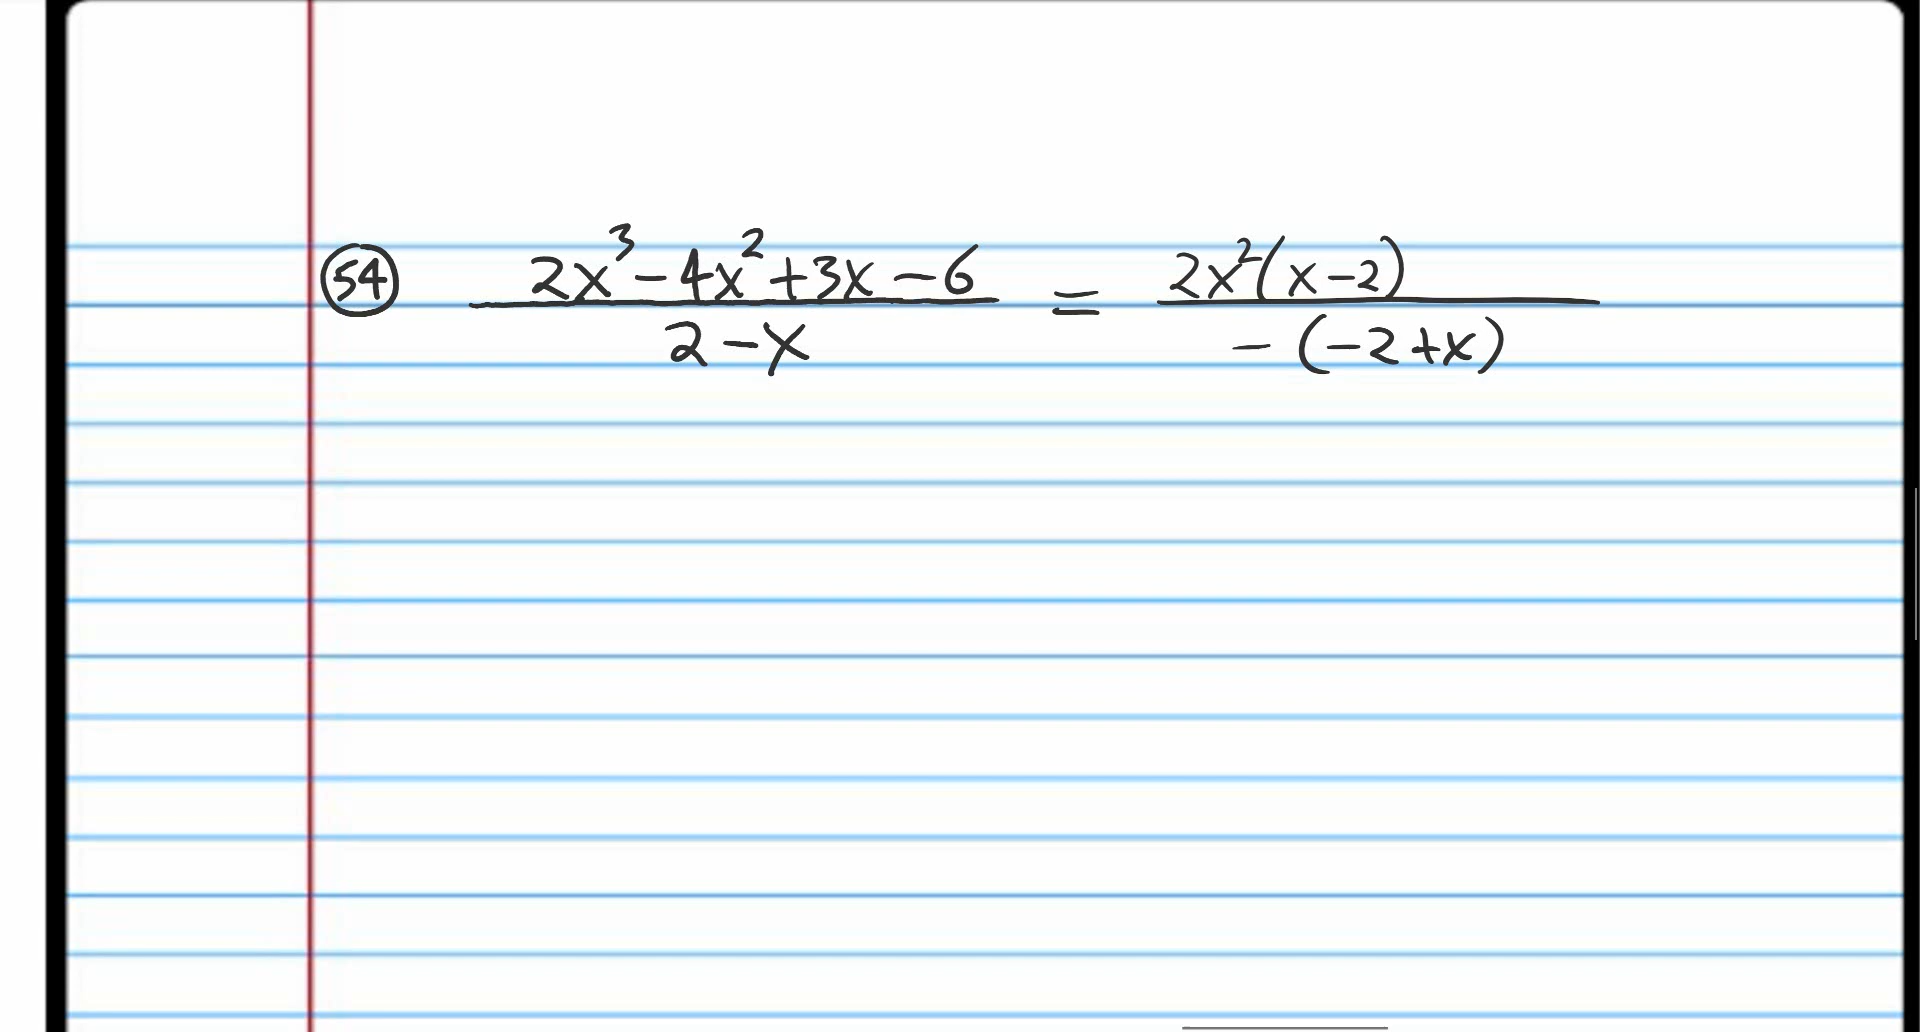 (54) 2x³ - 4x² + 3x - 6 / 2 - x = 2x²(x - 2) / -(-2 + x)